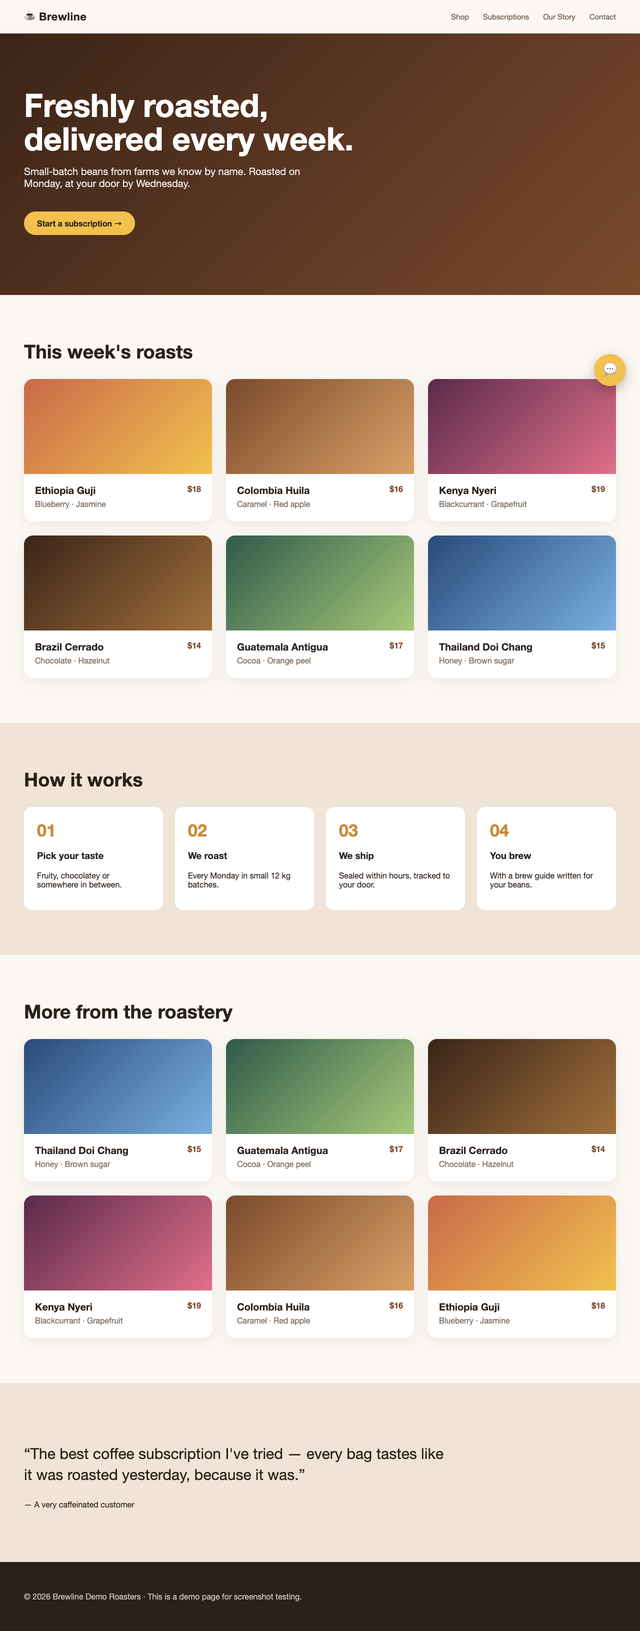 Brewline
Shop
Subscriptions
Our Story
Contact
Freshly roasted,
delivered every week.
Small-batch beans from farms we know by name. Roasted on
Monday, at your door by Wednesday.
Start a subscription →
This week's roasts
Ethiopia Guji
$18
Blueberry · Jasmine
Colombia Huila
$16
Caramel · Red apple
Kenya Nyeri
$19
Blackcurrant · Grapefruit
Brazil Cerrado
$14
Chocolate · Hazelnut
Guatemala Antigua
$17
Cocoa · Orange peel
Thailand Doi Chang
$15
Honey · Brown sugar
How it works
01
Pick your taste
Fruity, chocolatey or
somewhere in between.
02
We roast
Every Monday in small 12 kg
batches.
03
We ship
Sealed within hours, tracked to
your door.
04
You brew
With a brew guide written for
your beans.
More from the roastery
Thailand Doi Chang
$15
Honey · Brown sugar
Guatemala Antigua
$17
Cocoa · Orange peel
Brazil Cerrado
$14
Chocolate · Hazelnut
Kenya Nyeri
$19
Blackcurrant · Grapefruit
Colombia Huila
$16
Caramel · Red apple
Ethiopia Guji
$18
Blueberry · Jasmine
“The best coffee subscription I've tried — every bag tastes like
it was roasted yesterday, because it was.”
— A very caffeinated customer
© 2026 Brewline Demo Roasters · This is a demo page for screenshot testing.